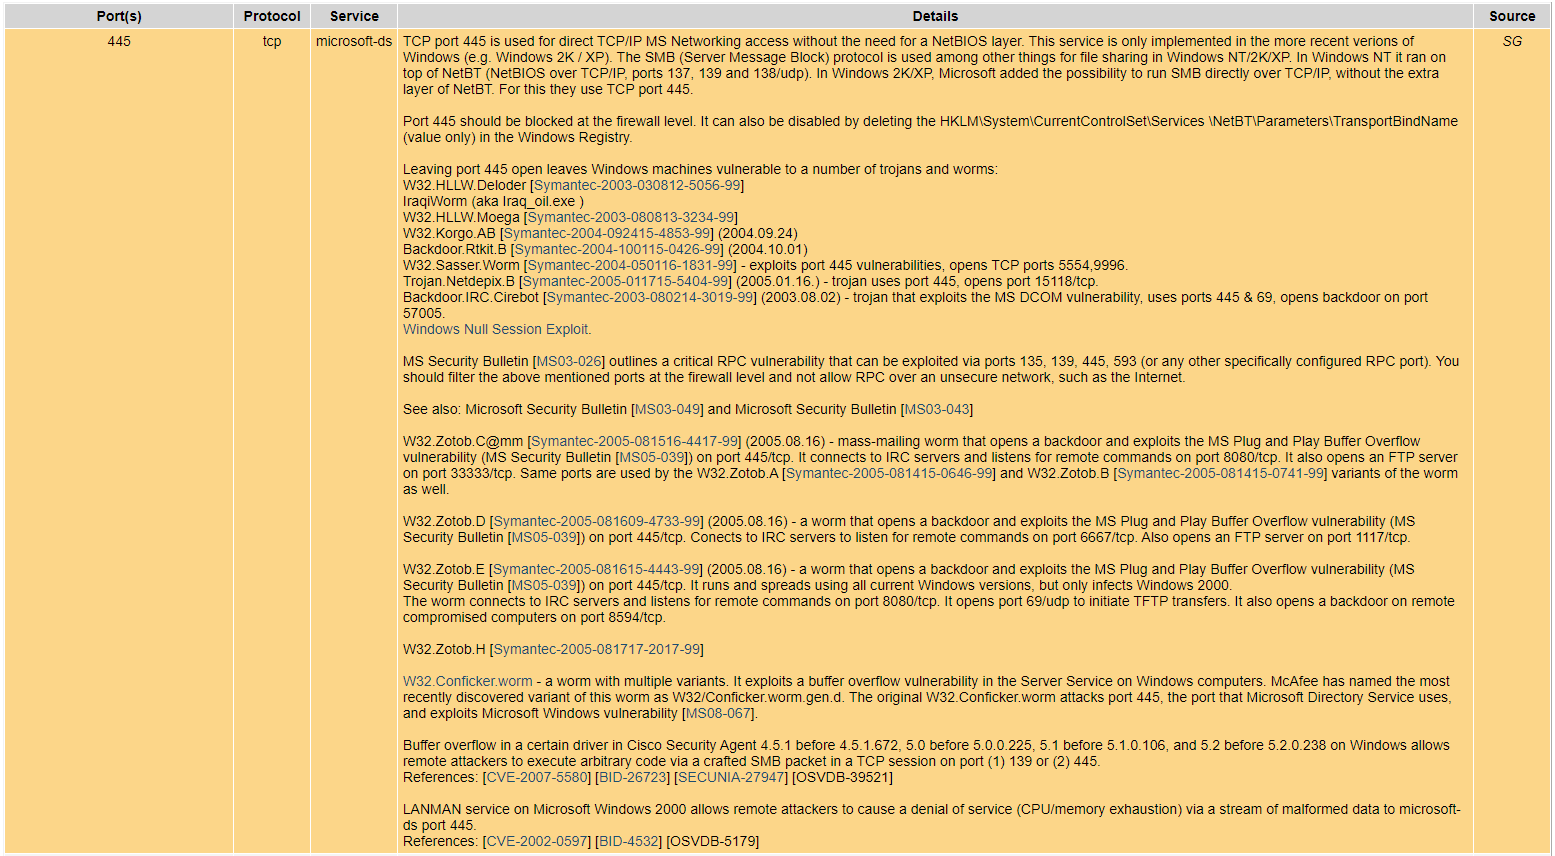 Port(s) Protocol Service Details Source
445 tcp microsoft-ds TCP port 445 is used for direct TCP/IP MS Networking access without the need for a NetBIOS layer. This service is only implemented in the more recent verions of SG
Windows (e.g. Windows 2K / XP). The SMB (Server Message Block) protocol is used among other things for file sharing in Windows NT/2K/XP. In Windows NT it ran on
top of NetBT (NetBIOS over TCP/IP, ports 137, 139 and 138/udp). In Windows 2K/XP, Microsoft added the possibility to run SMB directly over TCP/IP, without the extra
layer of NetBT. For this they use TCP port 445.
Port 445 should be blocked at the firewall level. It can also be disabled by deleting the HKLM\System\CurrentControlSet\Services \NetBT\Parameters\TransportBindName
(value only) in the Windows Registry.
Leaving port 445 open leaves Windows machines vulnerable to a number of trojans and worms:
W32.HLLW.Deloder [Symantec-2003-030812-5056-99]
IraqiWorm (aka Iraq_oil.exe )
W32.HLLW.Moega [Symantec-2003-080813-3234-99]
W32.Korgo.AB [Symantec-2004-092415-4853-99] (2004.09.24)
Backdoor.Rtkit.B [Symantec-2004-100115-0426-99] (2004.10.01)
W32.Sasser.Worm [Symantec-2004-050116-1831-99] - exploits port 445 vulnerabilities, opens TCP ports 5554,9996.
Trojan.Netdepix.B [Symantec-2005-011715-5404-99] (2005.01.16.) - trojan uses port 445, opens port 15118/tcp.
Backdoor.IRC.Cirebot [Symantec-2003-080214-3019-99] (2003.08.02) - trojan that exploits the MS DCOM vulnerability, uses ports 445 & 69, opens backdoor on port
57005.
Windows Null Session Exploit.
MS Security Bulletin [MS03-026] outlines a critical RPC vulnerability that can be exploited via ports 135, 139, 445, 593 (or any other specifically configured RPC port). You
should filter the above mentioned ports at the firewall level and not allow RPC over an unsecure network, such as the Internet.
See also: Microsoft Security Bulletin [MS03-049] and Microsoft Security Bulletin [MS03-043]
W32.Zotob.C@mm [Symantec-2005-081516-4417-99] (2005.08.16) - mass-mailing worm that opens a backdoor and exploits the MS Plug and Play Buffer Overflow
vulnerability (MS Security Bulletin [MS05-039]) on port 445/tcp. It connects to IRC servers and listens for remote commands on port 8080/tcp. It also opens an FTP server
on port 33333/tcp. Same ports are used by the W32.Zotob.A [Symantec-2005-081415-0646-99] and W32.Zotob.B [Symantec-2005-081415-0741-99] variants of the worm
as well.
W32.Zotob.D [Symantec-2005-081609-4733-99] (2005.08.16) - a worm that opens a backdoor and exploits the MS Plug and Play Buffer Overflow vulnerability (MS
Security Bulletin [MS05-039]) on port 445/tcp. Conects to IRC servers to listen for remote commands on port 6667/tcp. Also opens an FTP server on port 1117/tcp.
W32.Zotob.E [Symantec-2005-081615-4443-99] (2005.08.16) - a worm that opens a backdoor and exploits the MS Plug and Play Buffer Overflow vulnerability (MS
Security Bulletin [MS05-039]) on port 445/tcp. It runs and spreads using all current Windows versions, but only infects Windows 2000.
The worm connects to IRC servers and listens for remote commands on port 8080/tcp. It opens port 69/udp to initiate TFTP transfers. It also opens a backdoor on remote
compromised computers on port 8594/tcp.
W32.Zotob.H [Symantec-2005-081717-2017-99]
W32.Conficker.worm - a worm with multiple variants. It exploits a buffer overflow vulnerability in the Server Service on Windows computers. McAfee has named the most
recently discovered variant of this worm as W32/Conficker.worm.gen.d. The original W32.Conficker.worm attacks port 445, the port that Microsoft Directory Service uses,
and exploits Microsoft Windows vulnerability [MS08-067].
Buffer overflow in a certain driver in Cisco Security Agent 4.5.1 before 4.5.1.672, 5.0 before 5.0.0.225, 5.1 before 5.1.0.106, and 5.2 before 5.2.0.238 on Windows allows
remote attackers to execute arbitrary code via a crafted SMB packet in a TCP session on port (1) 139 or (2) 445.
References: [CVE-2007-5580] [BID-26723] [SECUNIA-27947] [OSVDB-39521]
LANMAN service on Microsoft Windows 2000 allows remote attackers to cause a denial of service (CPU/memory exhaustion) via a stream of malformed data to microsoft-
ds port 445.
References: [CVE-2002-0597] [BID-4532] [OSVDB-5179]